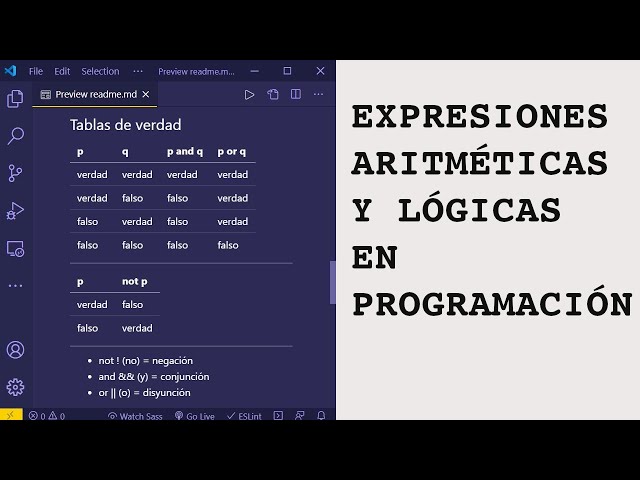 File Edit Selection ... Preview readme.m...
Preview readme.md
Tablas de verdad
p q p and q p or q
verdad verdad verdad verdad
verdad falso falso verdad
falso verdad falso verdad
falso falso falso falso
p not p
verdad falso
falso verdad
• not ! (no) = negación
• and && (y) = conjunción
• or || (o) = disyunción
0 0 Watch Sass Go Live ESLint
EXPRESIONES
ARITMÉTICAS
Y LÓGICAS
EN
PROGRAMACIÓN